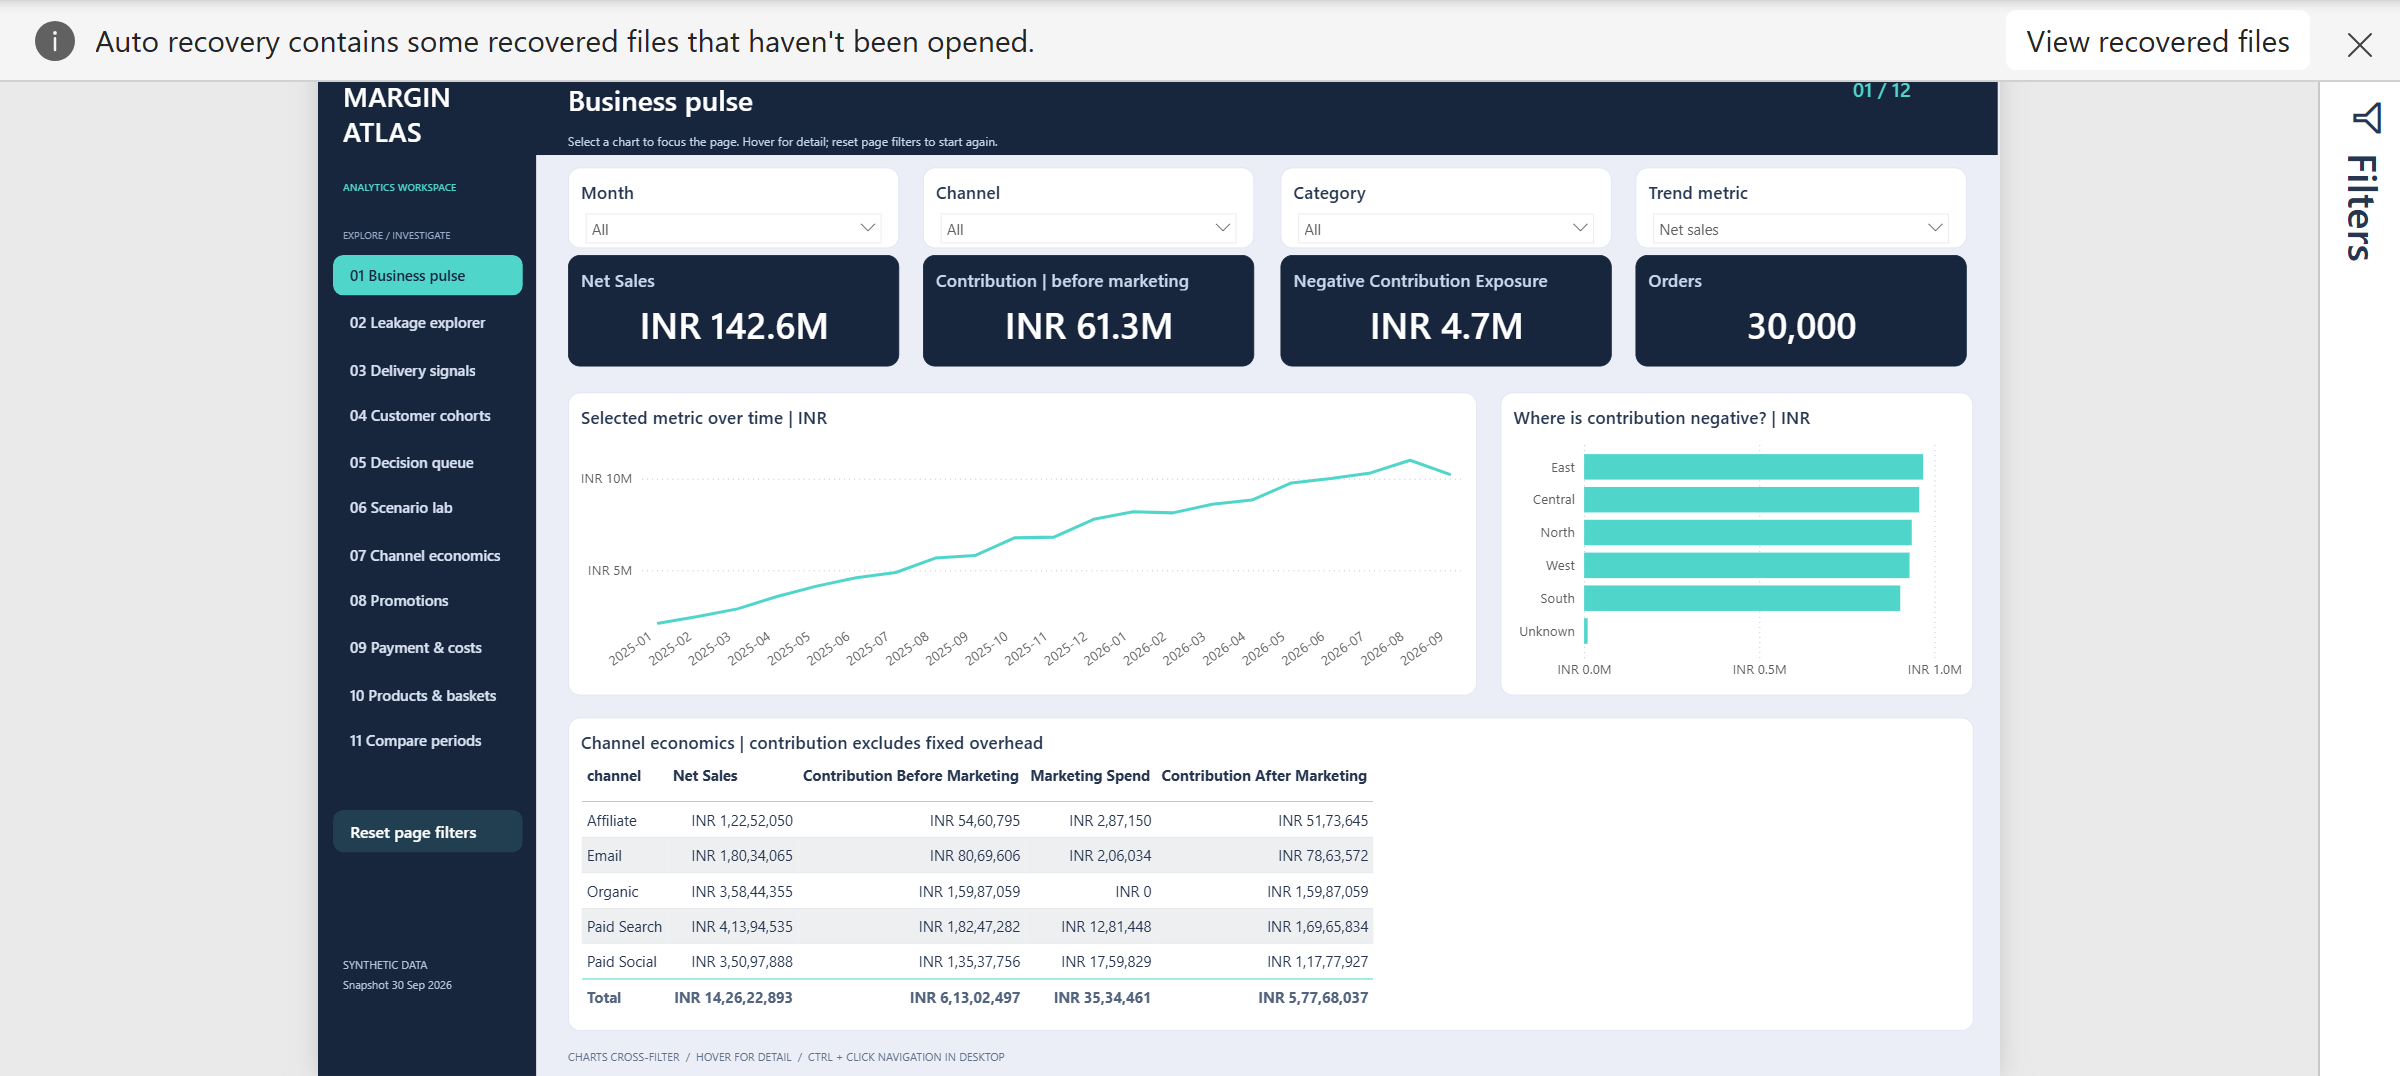 Auto recovery contains some recovered files that haven't been opened.
View recovered files
MARGIN
ATLAS
ANALYTICS WORKSPACE
EXPLORE / INVESTIGATE
01 Business pulse
02 Leakage explorer
03 Delivery signals
04 Customer cohorts
05 Decision queue
06 Scenario lab
07 Channel economics
08 Promotions
09 Payment & costs
10 Products & baskets
11 Compare periods
Reset page filters
SYNTHETIC DATA
Snapshot 30 Sep 2026
Business pulse
01 / 12
Select a chart to focus the page. Hover for detail; reset page filters to start again.
Month
All
Channel
All
Category
All
Trend metric
Net sales
Net Sales
INR 142.6M
Contribution | before marketing
INR 61.3M
Negative Contribution Exposure
INR 4.7M
Orders
30,000
Selected metric over time | INR
INR 10M
INR 5M
2025-01 2025-02 2025-03 2025-04 2025-05 2025-06 2025-07 2025-08 2025-09 2025-10 2025-11 2025-12 2026-01 2026-02 2026-03 2026-04 2026-05 2026-06 2026-07 2026-08 2026-09
Where is contribution negative? | INR
East
Central
North
West
South
Unknown
INR 0.0M INR 0.5M INR 1.0M
Channel economics | contribution excludes fixed overhead
channel Net Sales Contribution Before Marketing Marketing Spend Contribution After Marketing
Affiliate INR 1,22,52,050 INR 54,60,795 INR 2,87,150 INR 51,73,645
Email INR 1,80,34,065 INR 80,69,606 INR 2,06,034 INR 78,63,572
Organic INR 3,58,44,355 INR 1,59,87,059 INR 0 INR 1,59,87,059
Paid Search INR 4,13,94,535 INR 1,82,47,282 INR 12,81,448 INR 1,69,65,834
Paid Social INR 3,50,97,888 INR 1,35,37,756 INR 17,59,829 INR 1,17,77,927
Total INR 14,26,22,893 INR 6,13,02,497 INR 35,34,461 INR 5,77,68,037
CHARTS CROSS-FILTER / HOVER FOR DETAIL / CTRL + CLICK NAVIGATION IN DESKTOP
Filters